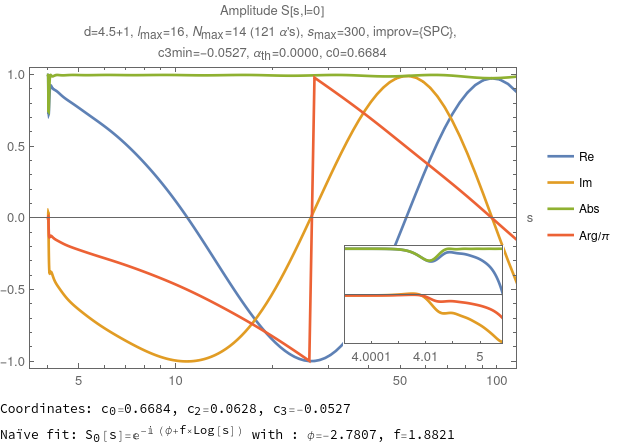 Amplitude S[s,l=0]
d=4.5+1, lmax=16, Nmax=14 (121 α's), smax=300, improv={SPC},
c3min=-0.0527, αth=0.0000, c0=0.6684
1.0
0.5
0.0
-0.5
-1.0
s
5 10 50 100
4.0001 4.01 5
Re
Im
Abs
Arg/π
Coordinates: c0=0.6684, c2=0.0628, c3=-0.0527
Naïve fit: S0[s]=e^-i (ϕ+f×Log[s]) with : ϕ=-2.7807, f=1.8821